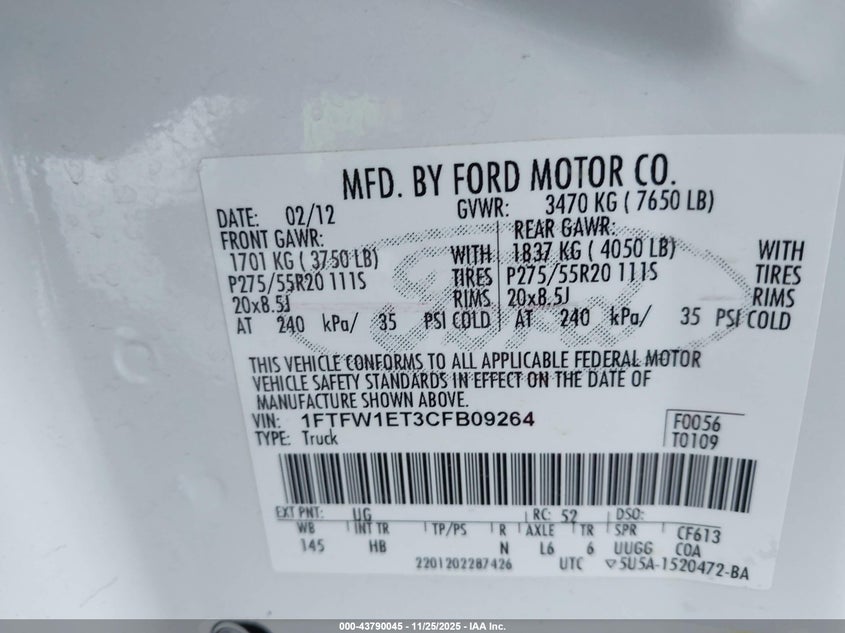 MFD. BY FORD MOTOR CO.
DATE: 02/12 GVWR: 3470 KG ( 7650 LB)
FRONT GAWR: REAR GAWR:
1701 KG ( 3750 LB) WITH 1837 KG ( 4050 LB) WITH
P275/55R20 111S TIRES P275/55R20 111S TIRES
20x8.5J RIMS 20x8.5J RIMS
AT 240 kPa/ 35 PSI COLD AT 240 kPa/ 35 PSI COLD
THIS VEHICLE CONFORMS TO ALL APPLICABLE FEDERAL MOTOR
VEHICLE SAFETY STANDARDS IN EFFECT ON THE DATE OF
MANUFACTURE SHOWN ABOVE.
VIN: 1FTFW1ET3CFB09264 F0056
TYPE: Truck T0109
EXT PNT: UG RC: 52 DSO:
WB INT TR TP/PS R AXLE TR SPR CF613
145 HB N L6 6 UUGG COA
2201202287426 UTC ▽5U5A-1520472-BA
000-43790045 - 11/25/2025 - IAA Inc.